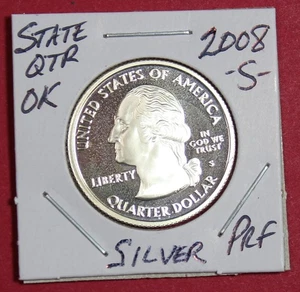 STATE
QTR
OK
2008
-S-
UNITED STATES OF AMERICA
IN
GOD WE
TRUST
S
LIBERTY
QUARTER DOLLAR
SILVER
PRF